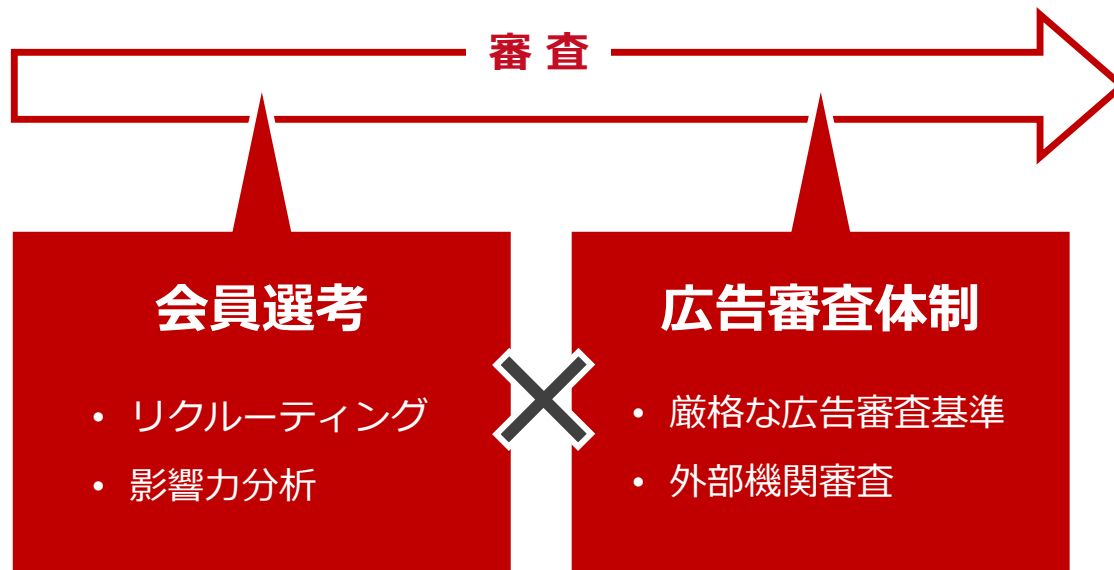 審査
会員選考
• リクルーティング
• 影響力分析
広告審査体制
• 厳格な広告審査基準
• 外部機関審査